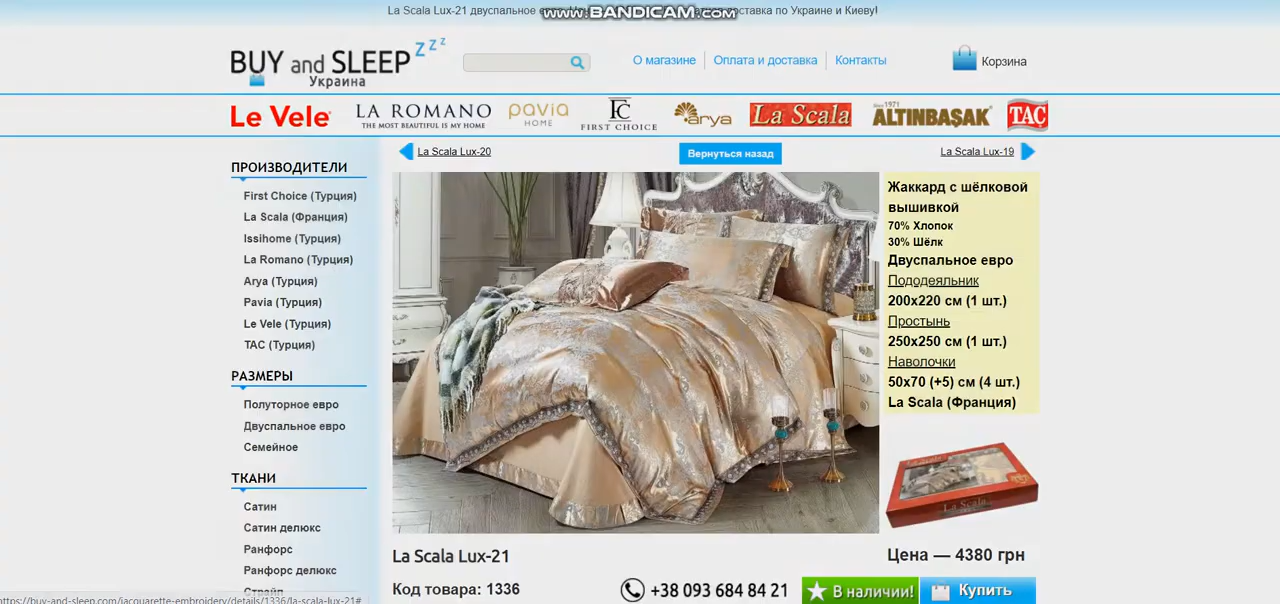 La Scala Lux-21 двуспальное
www.BANDICAM.com
доставка по Украине и Киеву!
BUY and SLEEP z z z
Украина
О магазине
Оплата и доставка
Контакты
Корзина
Le Vele
LA ROMANO
THE MOST BEAUTIFUL IS MY HOME
pavia
HOME
FC
FIRST CHOICE
arya
La Scala
Since 1971
ALTINBAŞAK
TAÇ
La Scala Lux-20
Вернуться назад
La Scala Lux-19
ПРОИЗВОДИТЕЛИ
First Choice (Турция)
La Scala (Франция)
Issihome (Турция)
La Romano (Турция)
Arya (Турция)
Pavia (Турция)
Le Vele (Турция)
TAC (Турция)
РАЗМЕРЫ
Полуторное евро
Двуспальное евро
Семейное
ТКАНИ
Сатин
Сатин делюкс
Ранфорс
Ранфорс делюкс
Страйп
Жаккард с шёлковой
вышивкой
70% Хлопок
30% Шёлк
Двуспальное евро
Пододеяльник
200x220 см (1 шт.)
Простынь
250x250 см (1 шт.)
Наволочки
50x70 (+5) см (4 шт.)
La Scala (Франция)
La Scala
La Scala Lux-21
Цена — 4380 грн
Код товара: 1336
+38 093 684 84 21
В наличии!
Купить
https://buy-and-sleep.com/jacquarette-embroidery/details/1336/la-scala-lux-21#